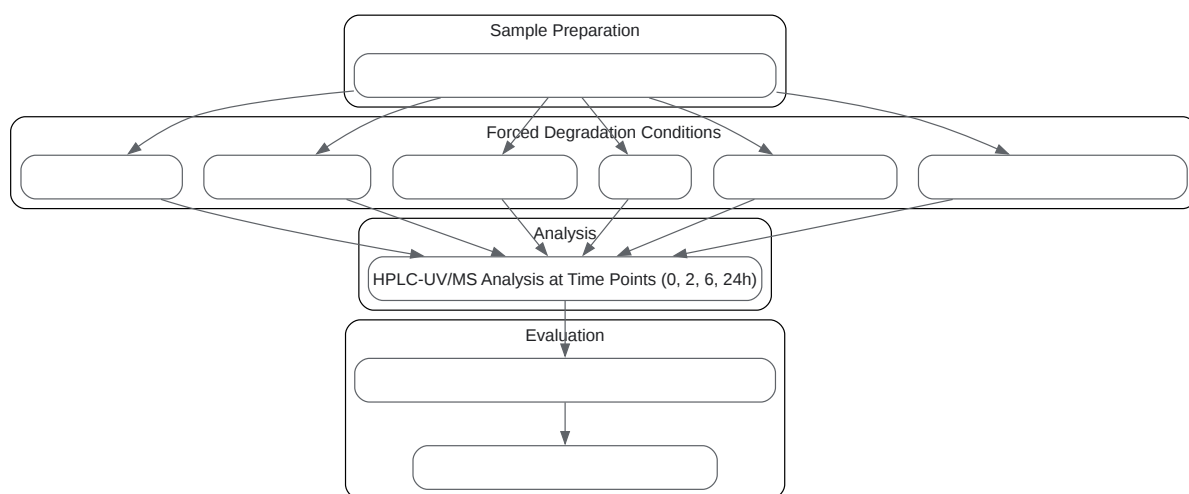 Sample Preparation
Forced Degradation Conditions
Analysis
HPLC-UV/MS Analysis at Time Points (0, 2, 6, 24h)
Evaluation